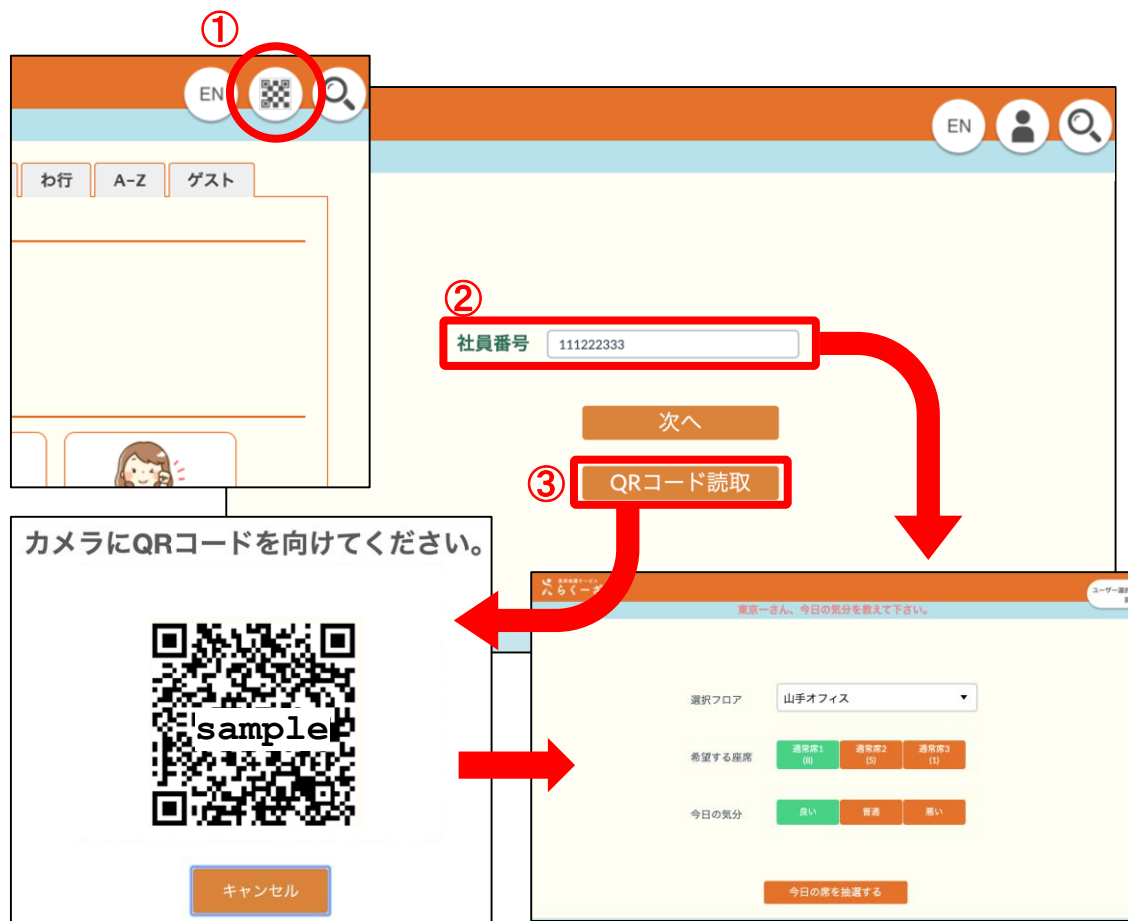 ①
EN
わ行 A-Z ゲスト
EN
②
社員番号 111222333
次へ
③ QRコード読取
カメラにQRコードを向けてください。
sample
キャンセル
らくーざ
東京一さん、今日の気分を教えて下さい。
選択フロア 山手オフィス
希望する座席 通常席1 (8) 通常席2 (5) 通常席3 (1)
今日の気分 良い 普通 悪い
今日の席を抽選する